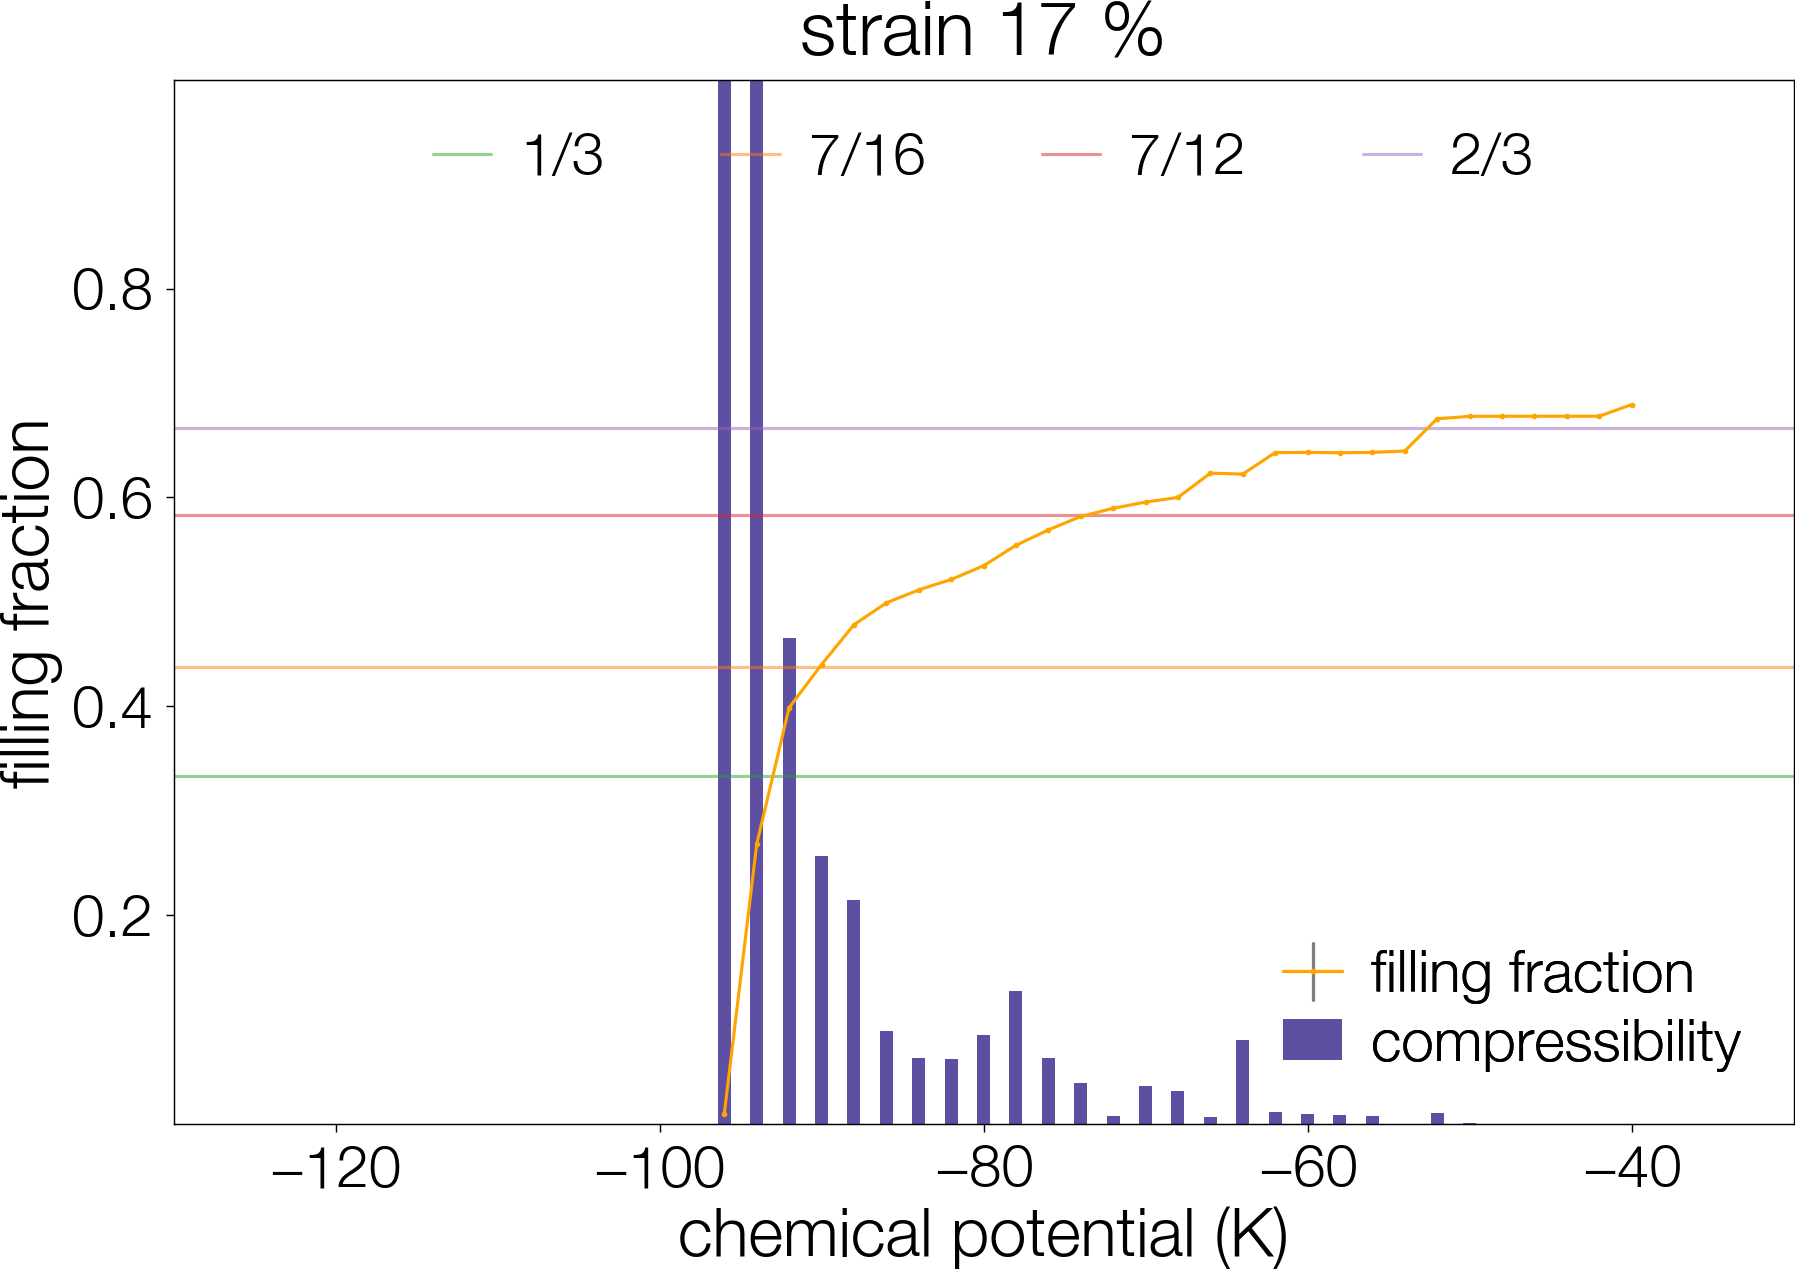 strain 17 %
1/3 7/16 7/12 2/3
0.8
0.6
0.4
0.2
filling fraction
filling fraction
compressibility
−120 −100 −80 −60 −40
chemical potential (K)